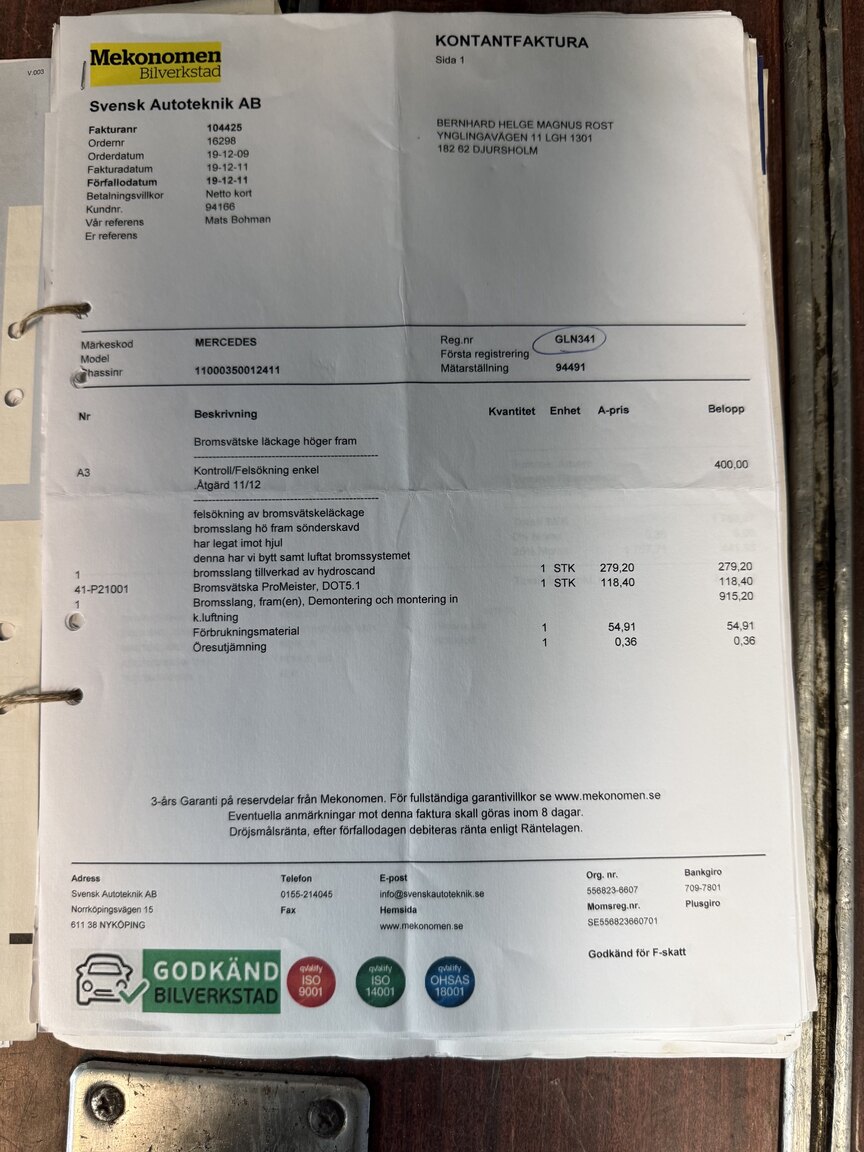 V.003
Mekonomen
Bilverkstad
KONTANTFAKTURA
Sida 1
Svensk Autoteknik AB
Fakturanr 104425
Ordernr 16298
Orderdatum 19-12-09
Fakturadatum 19-12-11
Förfallodatum 19-12-11
Betalningsvillkor Netto kort
Kundnr. 94166
Vår referens Mats Bohman
Er referens
BERNHARD HELGE MAGNUS ROST
YNGLINGAVÄGEN 11 LGH 1301
182 62 DJURSHOLM
Märkeskod MERCEDES Reg.nr GLN341
Model Första registrering
Chassinr 11000350012411 Mätarställning 94491
Nr Beskrivning Kvantitet Enhet A-pris Belopp
Bromsvätske läckage höger fram
--------------------------------------------------
A3 Kontroll/Felsökning enkel 400,00
.Åtgärd 11/12
--------------------------------------------------
felsökning av bromsvätskeläckage
bromsslang hö fram sönderskavd
har legat imot hjul
denna har vi bytt samt luftat bromssystemet
1 bromsslang tillverkad av hydroscand 1 STK 279,20 279,20
41-P21001 Bromsvätska ProMeister, DOT5.1 1 STK 118,40 118,40
1 Bromsslang, fram(en), Demontering och montering in 915,20
k.luftning
Förbrukningsmaterial 1 54,91 54,91
Öresutjämning 1 0,36 0,36
3-års Garanti på reservdelar från Mekonomen. För fullständiga garantivillkor se www.mekonomen.se
Eventuella anmärkningar mot denna faktura skall göras inom 8 dagar.
Dröjsmålsränta, efter förfallodagen debiteras ränta enligt Räntelagen.
Adress Telefon E-post Org. nr. Bankgiro
Svensk Autoteknik AB 0155-214045 info@svenskautoteknik.se 556823-6607 709-7801
Norrköpingsvägen 15 Fax Hemsida Momsreg.nr. Plusgiro
611 38 NYKÖPING www.mekonomen.se SE556823660701
Godkänd för F-skatt
GODKÄND
BILVERKSTAD
qvalify
ISO
9001
qvalify
ISO
14001
qvalify
OHSAS
18001